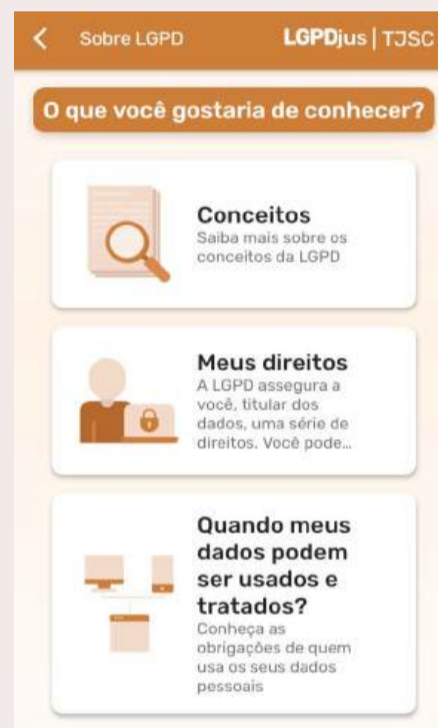 Sobre LGPD LGPDjus | TJSC
O que você gostaria de conhecer?
Conceitos
Saiba mais sobre os
conceitos da LGPD
Meus direitos
A LGPD assegura a
você, titular dos
dados, uma série de
direitos. Você pode...
Quando meus
dados podem
ser usados e
tratados?
Conheça as
obrigações de quem
usa os seus dados
pessoais